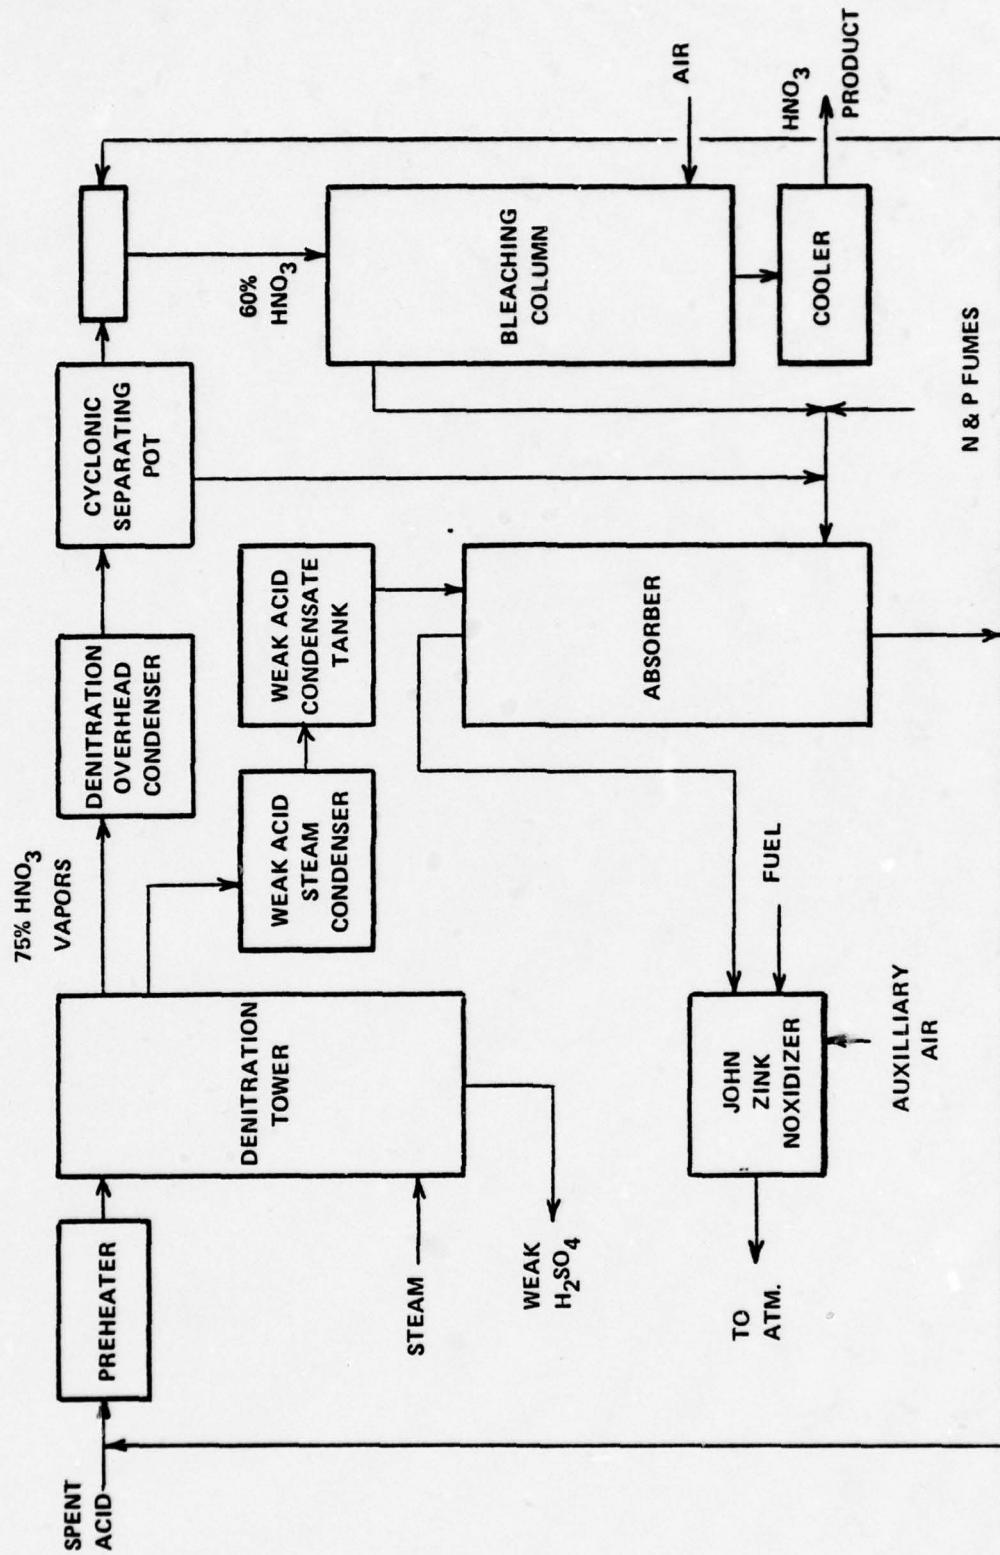 SPENT
ACID
PREHEATER
STEAM
WEAK
H2SO4
DENITRATION
TOWER
75% HNO3
VAPORS
DENITRATION
OVERHEAD
CONDENSER
WEAK ACID
STEAM
CONDENSER
WEAK ACID
CONDENSATE
TANK
CYCLONIC
SEPARATING
POT
60%
HNO3
BLEACHING
COLUMN
AIR
COOLER
HNO3
PRODUCT
N & P FUMES
ABSORBER
FUEL
JOHN
ZINK
NOXIDIZER
AUXILLIARY
AIR
TO
ATM.